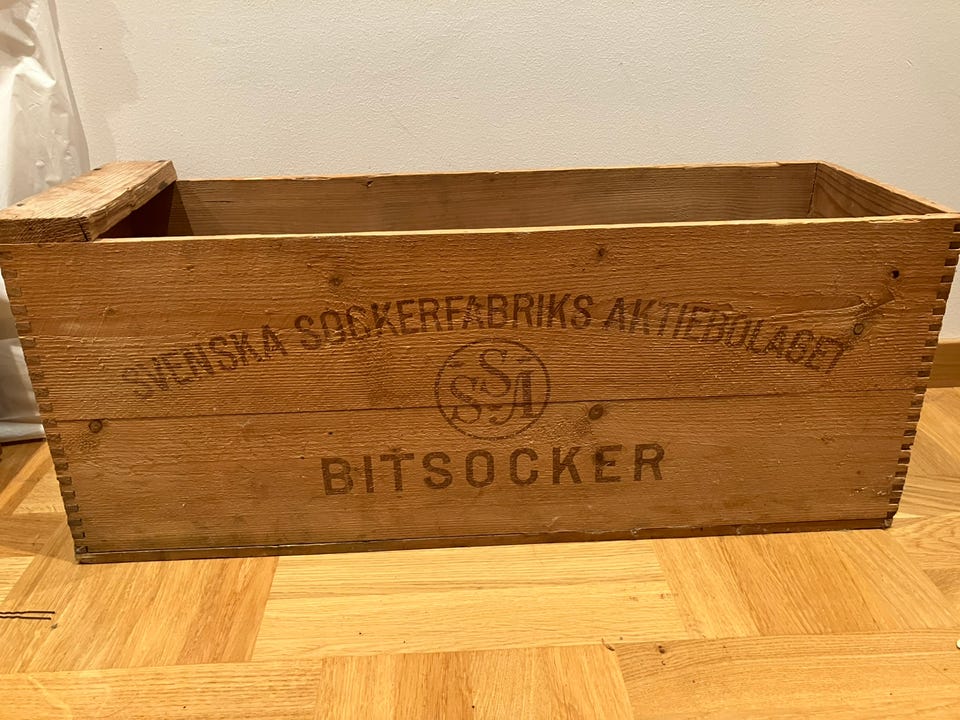 SVENSKA SOCKERFABRIKS AKTIEBOLAGET
SSA
BITSOCKER